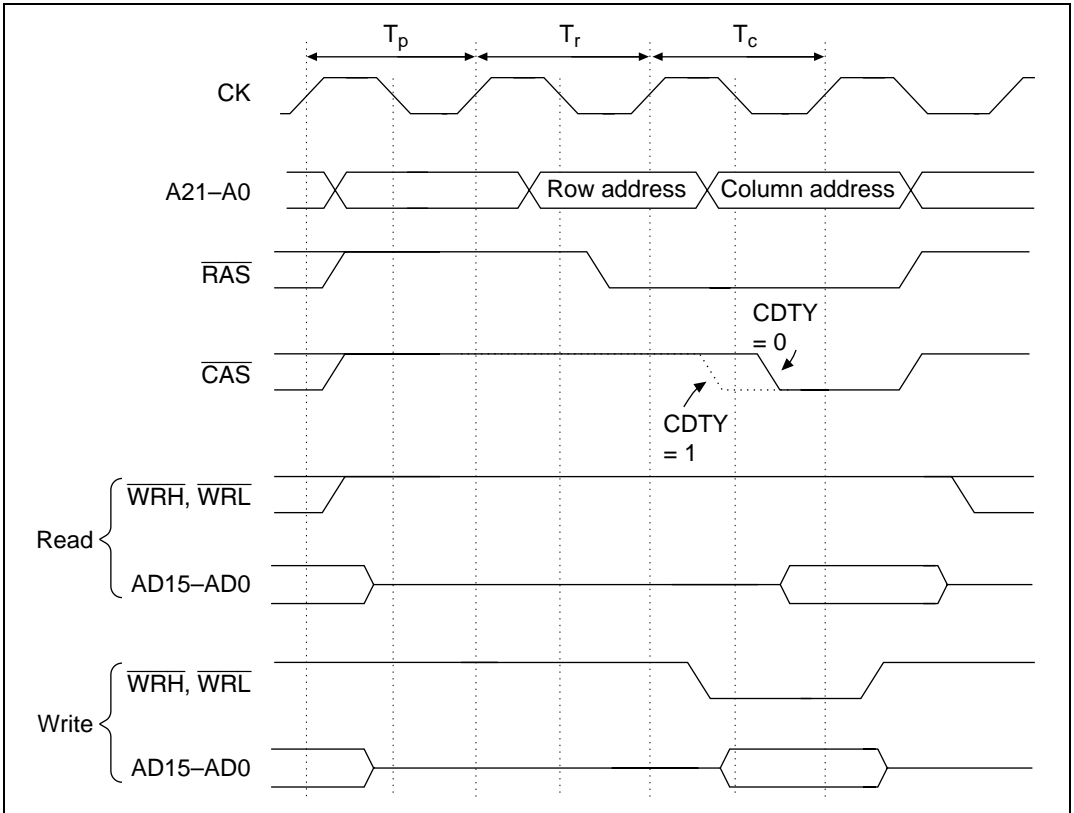 Tp Tr Tc
CK
A21–A0 Row address Column address
RAS
CDTY
= 0
CAS
CDTY
= 1
WRH, WRL
Read
AD15–AD0
WRH, WRL
Write
AD15–AD0